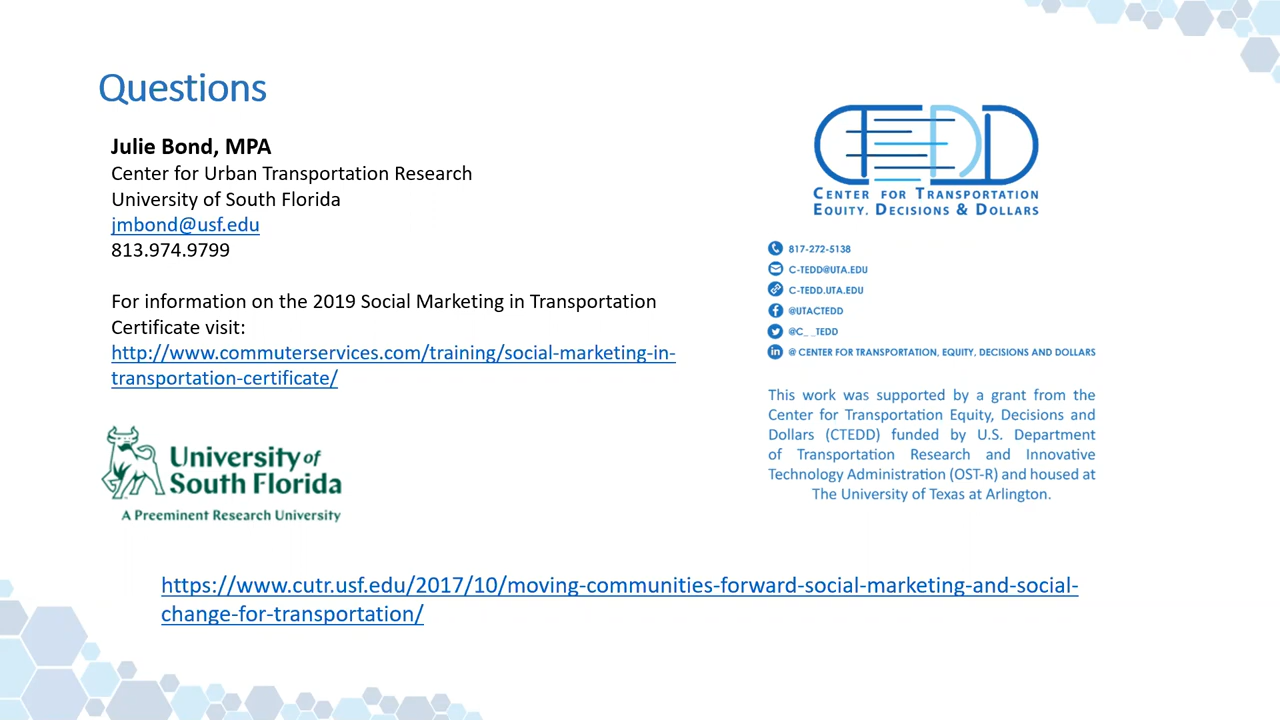 Questions
Julie Bond, MPA
Center for Urban Transportation Research
University of South Florida
jmbond@usf.edu
813.974.9799
For information on the 2019 Social Marketing in Transportation
Certificate visit:
http://www.commuterservices.com/training/social-marketing-in-
transportation-certificate/
University of
South Florida
A Preeminent Research University
CTEDD
Center for Transportation
Equity, Decisions & Dollars
817-272-5138
C-TEDD@UTA.EDU
C-TEDD.UTA.EDU
@UTACTEDD
@C_ _TEDD
@ CENTER FOR TRANSPORTATION, EQUITY, DECISIONS AND DOLLARS
This work was supported by a grant from the
Center for Transportation Equity, Decisions and
Dollars (CTEDD) funded by U.S. Department
of Transportation Research and Innovative
Technology Administration (OST-R) and housed at
The University of Texas at Arlington.
https://www.cutr.usf.edu/2017/10/moving-communities-forward-social-marketing-and-social-
change-for-transportation/